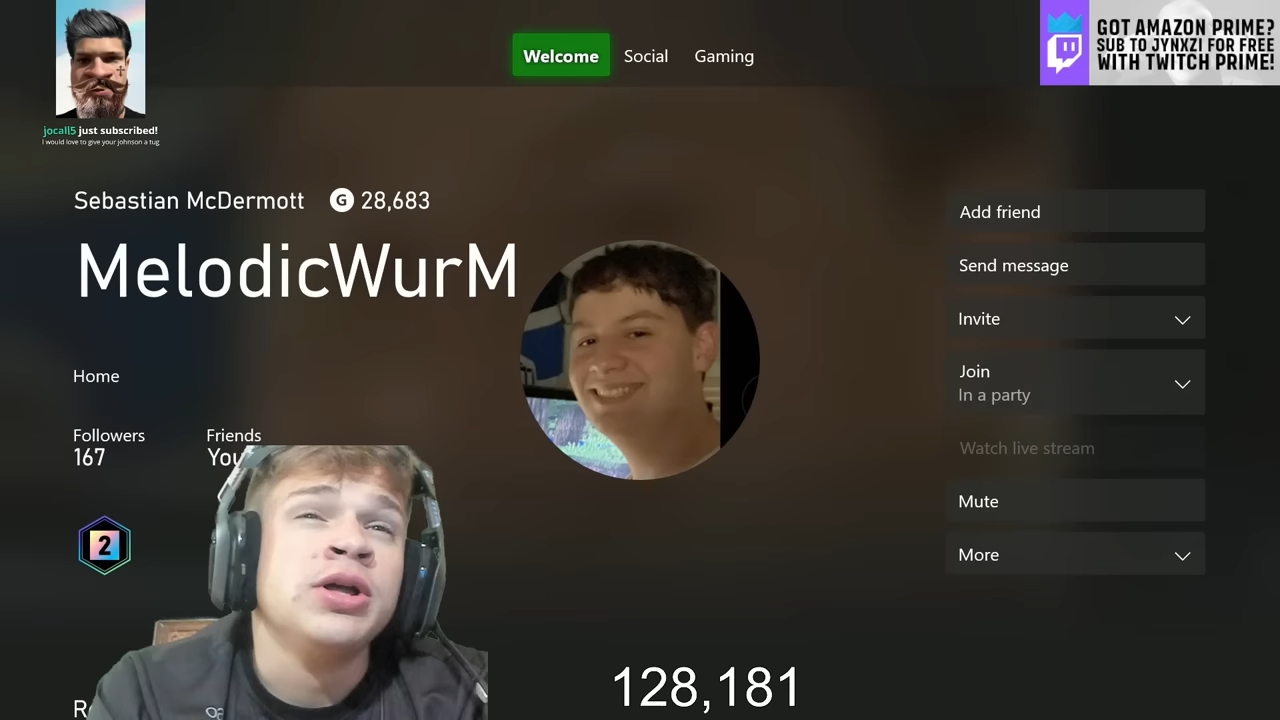 GOT AMAZON PRIME?
SUB TO JYNXZI FOR FREE
WITH TWITCH PRIME!
Welcome
Social
Gaming
jocall5 just subscribed!
I would love to give your johnson a tug
Sebastian McDermott
G 28,683
MelodicWurM
Home
Followers
167
Friends
You
2
Add friend
Send message
Invite
Join
In a party
Watch live stream
Mute
More
128,181